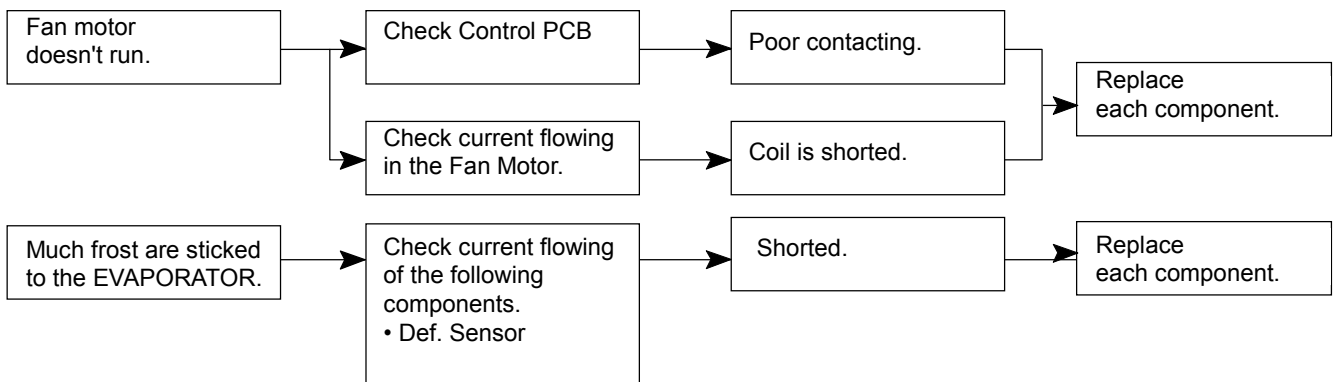 Fan motor
doesn't run.
Check Control PCB
Poor contacting.
Check current flowing
in the Fan Motor.
Coil is shorted.
Replace
each component.
Much frost are sticked
to the EVAPORATOR.
Check current flowing
of the following
components.
• Def. Sensor
Shorted.
Replace
each component.